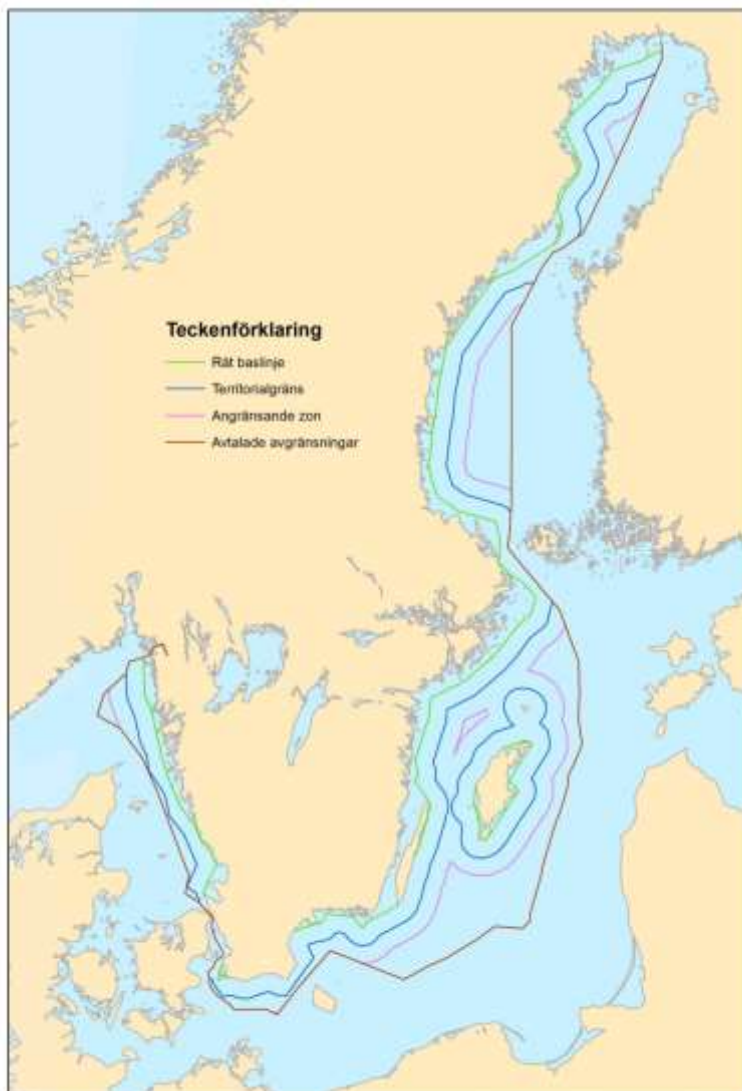 Teckenförklaring
Rät baslinje
Territorialgräns
Angränsande zon
Avtalade avgränsningar